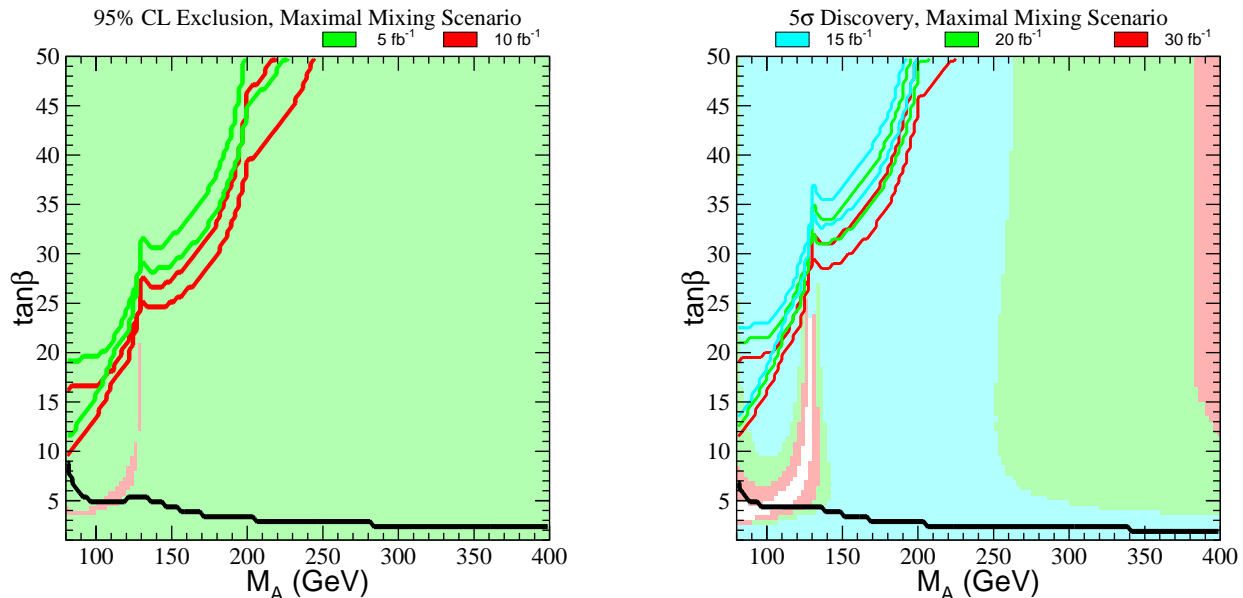 95% CL Exclusion, Maximal Mixing Scenario
5 fb⁻¹ 10 fb⁻¹
50
45
40
35
30
25
20
15
10
5
tanβ
100 150 200 250 300 350 400
M_A (GeV)
5σ Discovery, Maximal Mixing Scenario
15 fb⁻¹ 20 fb⁻¹ 30 fb⁻¹
50
45
40
35
30
25
20
15
10
5
tanβ
100 150 200 250 300 350 400
M_A (GeV)